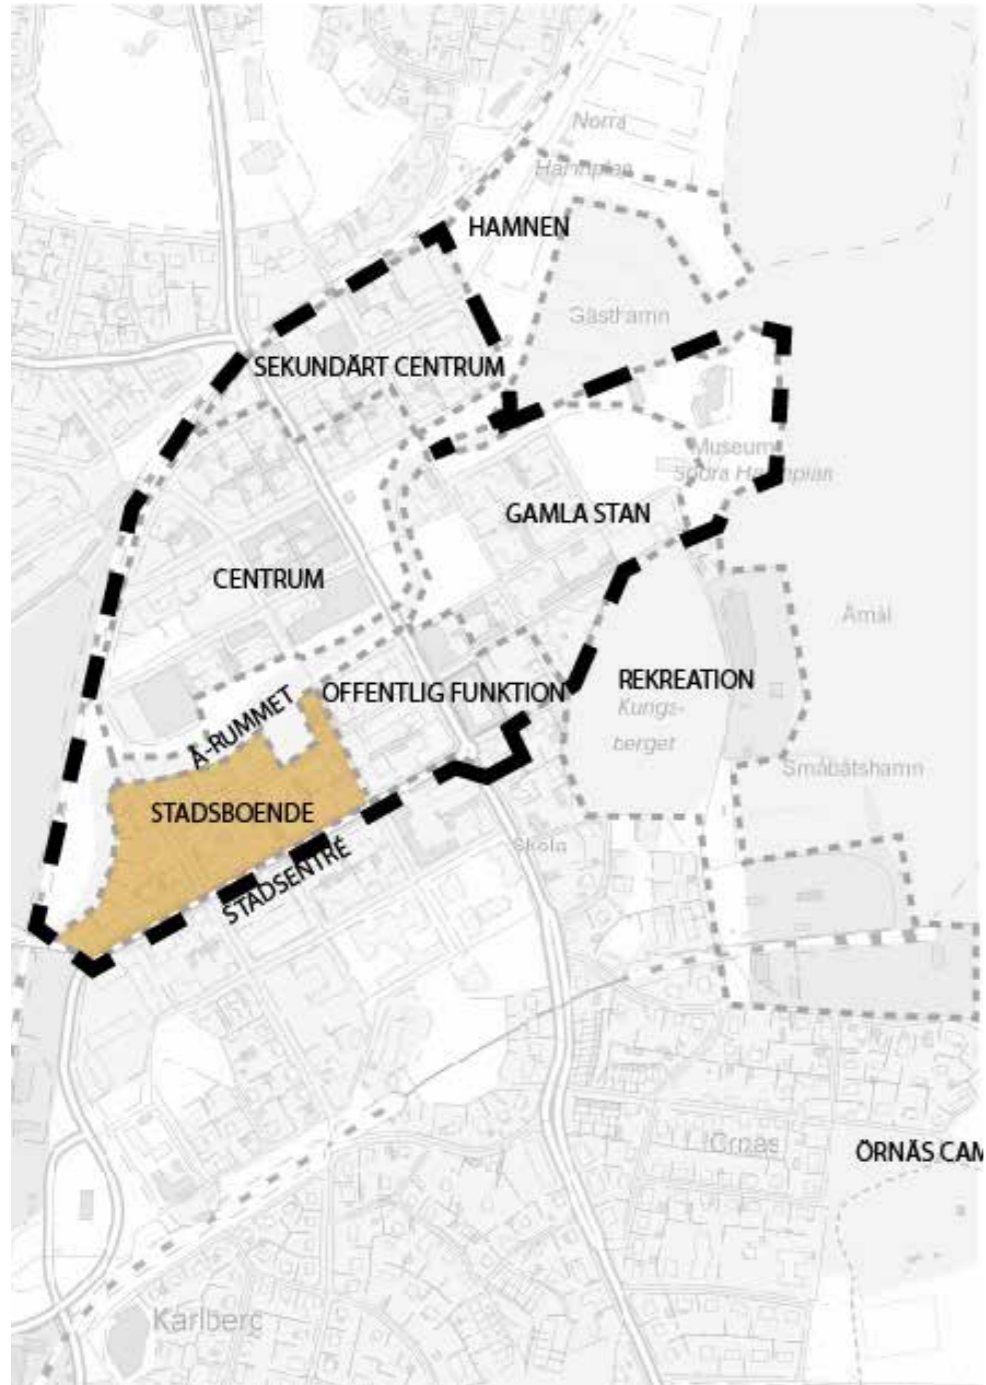 Norra
Hamnplan
HAMNEN
Gästhamn
SEKUNDÄRT CENTRUM
Museum
Södra Hamnplan
GAMLA STAN
CENTRUM
Åmål
REKREATION
OFFENTLIG FUNKTION
Kungs-
berget
Å-RUMMET
Småbåtshamn
STADSBOENDE
Skola
STADSENTRÉ
Örnäs
ÖRNÄS CAM
Karlberg